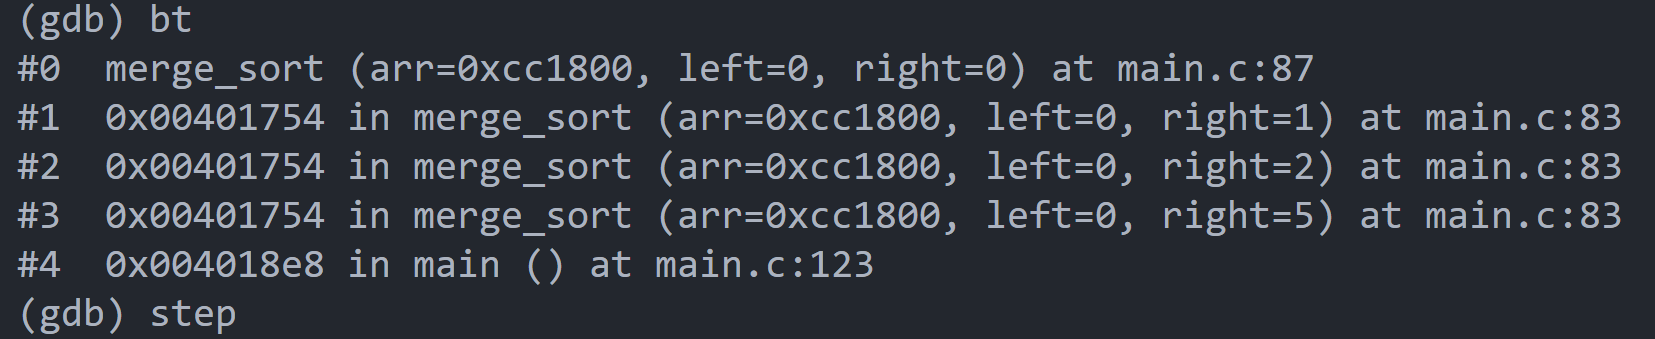 (gdb) bt
#0  merge_sort (arr=0xcc1800, left=0, right=0) at main.c:87
#1  0x00401754 in merge_sort (arr=0xcc1800, left=0, right=1) at main.c:83
#2  0x00401754 in merge_sort (arr=0xcc1800, left=0, right=2) at main.c:83
#3  0x00401754 in merge_sort (arr=0xcc1800, left=0, right=5) at main.c:83
#4  0x004018e8 in main () at main.c:123
(gdb) step